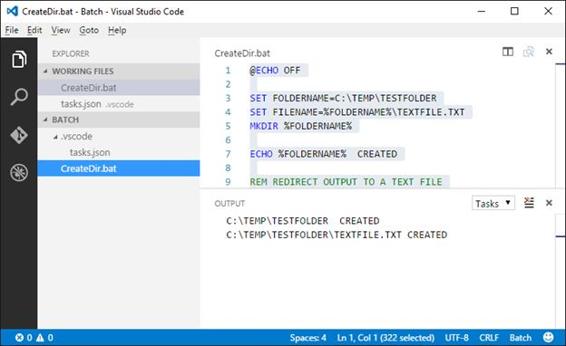 CreateDir.bat - Batch - Visual Studio Code
File Edit View Goto Help
EXPLORER
WORKING FILES
CreateDir.bat
tasks.json .vscode
BATCH
.vscode
tasks.json
CreateDir.bat
CreateDir.bat
1 @ECHO OFF
2
3 SET FOLDERNAME=C:\TEMP\TESTFOLDER
4 SET FILENAME=%FOLDERNAME%\TEXTFILE.TXT
5 MKDIR %FOLDERNAME%
6
7 ECHO %FOLDERNAME%  CREATED
8
9 REM REDIRECT OUTPUT TO A TEXT FILE
OUTPUT
Tasks
C:\TEMP\TESTFOLDER  CREATED
C:\TEMP\TESTFOLDER\TEXTFILE.TXT CREATED
0 0 Spaces: 4 Ln 1, Col 1 (322 selected) UTF-8 CRLF Batch